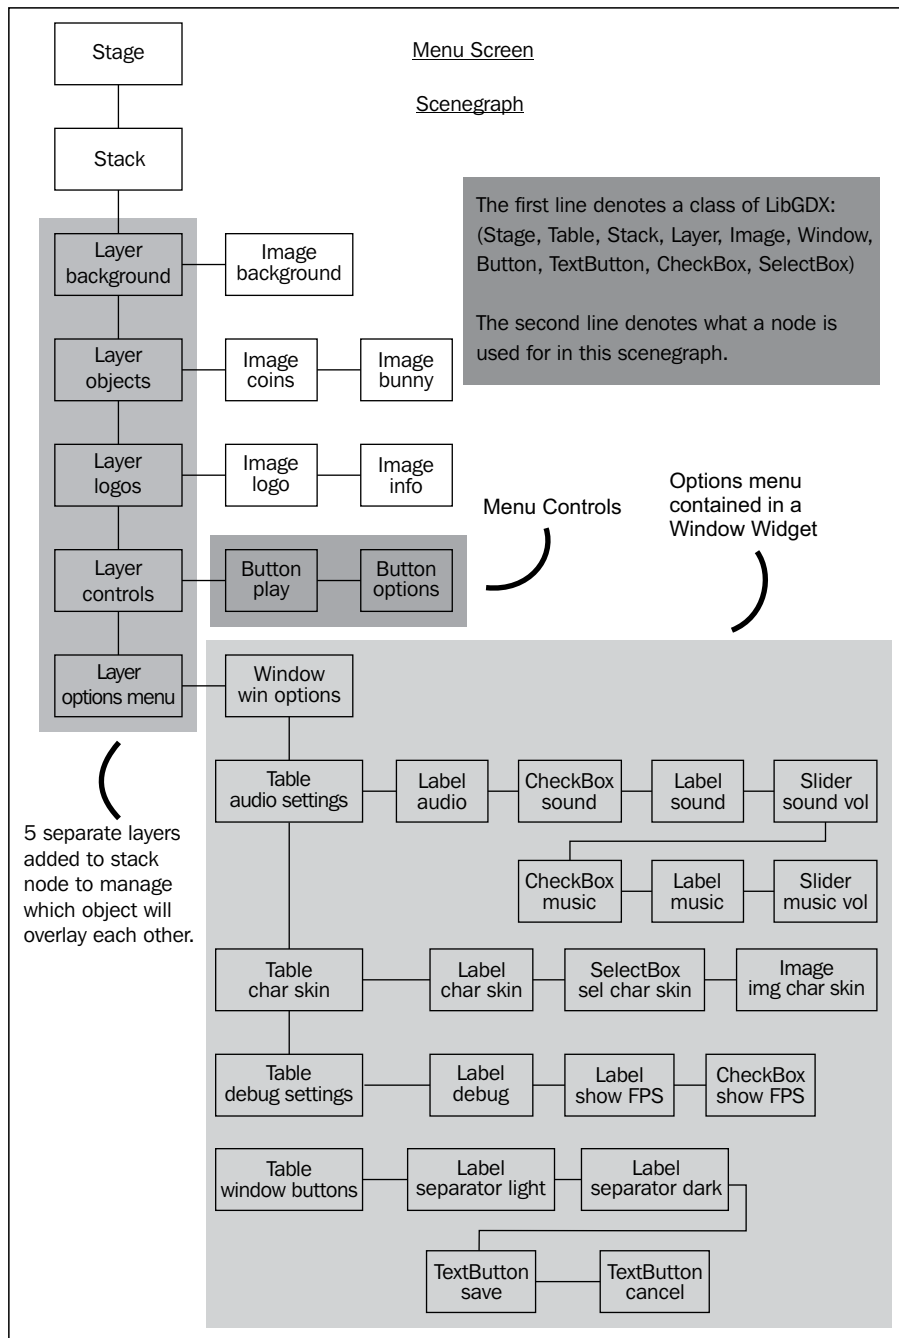 Stage
Menu Screen
Scenegraph
Stack
The first line denotes a class of LibGDX:
(Stage, Table, Stack, Layer, Image, Window,
Button, TextButton, CheckBox, SelectBox)
The second line denotes what a node is
used for in this scenegraph.
Layer
background
Image
background
Layer
objects
Image
coins
Image
bunny
Layer
logos
Image
logo
Image
info
Menu Controls
Options menu
contained in a
Window Widget
Layer
controls
Button
play
Button
options
Layer
options menu
Window
win options
5 separate layers
added to stack
node to manage
which object will
overlay each other.
Table
audio settings
Label
audio
CheckBox
sound
Label
sound
Slider
sound vol
CheckBox
music
Label
music
Slider
music vol
Table
char skin
Label
char skin
SelectBox
sel char skin
Image
img char skin
Table
debug settings
Label
debug
Label
show FPS
CheckBox
show FPS
Table
window buttons
Label
separator light
Label
separator dark
TextButton
save
TextButton
cancel